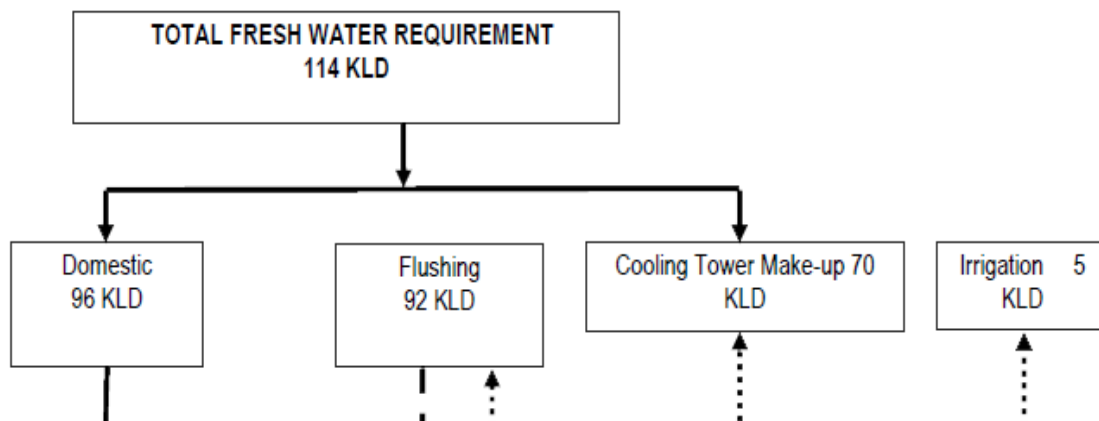 TOTAL FRESH WATER REQUIREMENT
114 KLD
Domestic
96 KLD
Flushing
92 KLD
Cooling Tower Make-up 70
KLD
Irrigation 5
KLD